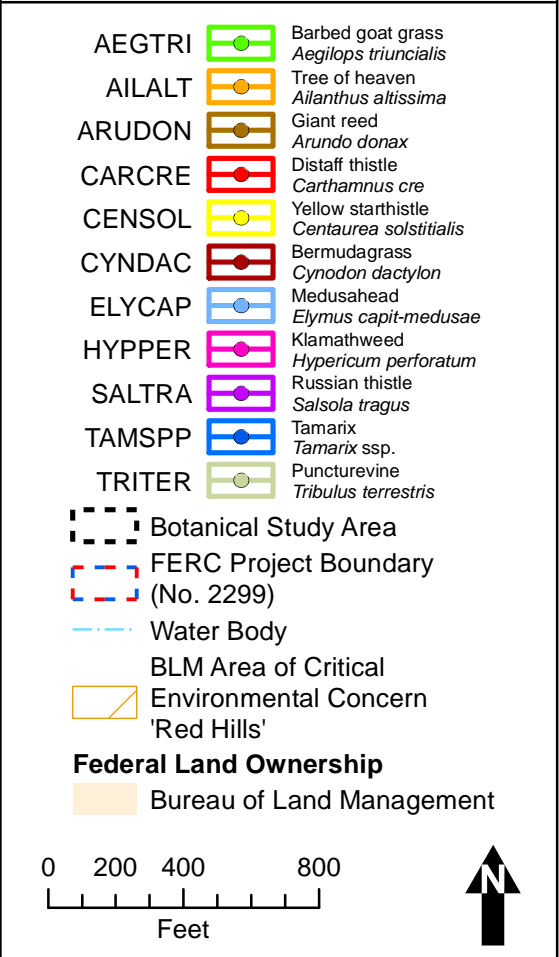 AEGTRI Barbed goat grass
Aegilops triuncialis
AILALT Tree of heaven
Ailanthus altissima
ARUDON Giant reed
Arundo donax
CARCRE Distaff thistle
Carthamnus cre
CENSOL Yellow starthistle
Centaurea solstitialis
CYNDAC Bermudagrass
Cynodon dactylon
ELYCAP Medusahead
Elymus capit-medusae
HYPPER Klamathweed
Hypericum perforatum
SALTRA Russian thistle
Salsola tragus
TAMSPP Tamarix
Tamarix ssp.
TRITER Puncturevine
Tribulus terrestris
Botanical Study Area
FERC Project Boundary
(No. 2299)
Water Body
BLM Area of Critical
Environmental Concern
'Red Hills'
Federal Land Ownership
Bureau of Land Management
0 200 400 800
Feet
N